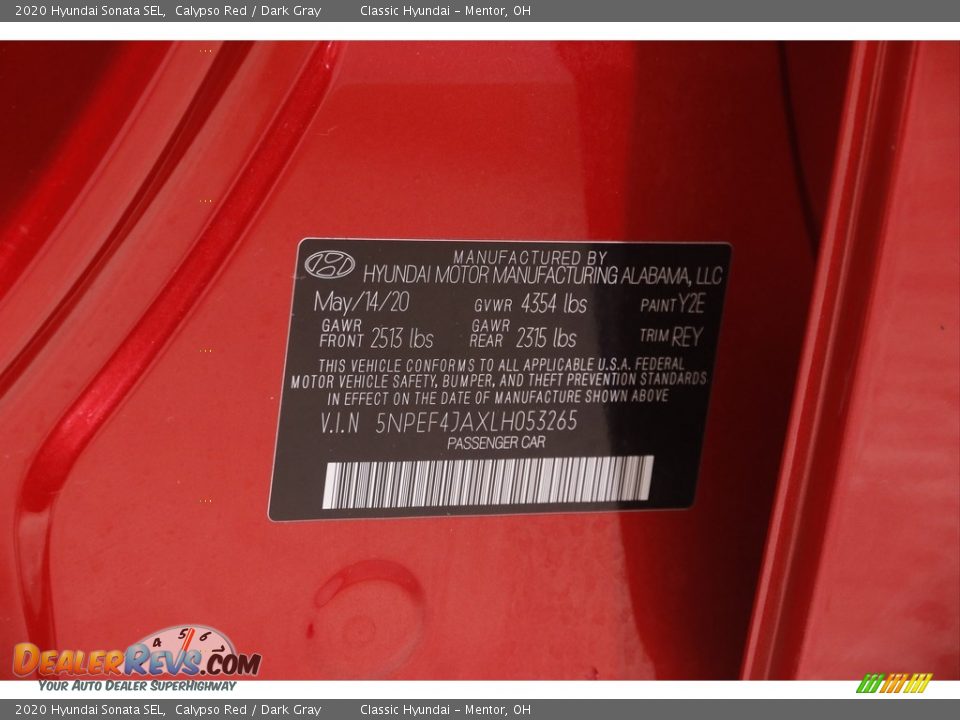 2020 Hyundai Sonata SEL, Calypso Red / Dark Gray Classic Hyundai – Mentor, OH
MANUFACTURED BY
HYUNDAI MOTOR MANUFACTURING ALABAMA, LLC
May/14/20 GVWR 4354 lbs PAINT Y2E
GAWR FRONT 2513 lbs GAWR REAR 2315 lbs TRIM REY
THIS VEHICLE CONFORMS TO ALL APPLICABLE U.S.A. FEDERAL
MOTOR VEHICLE SAFETY, BUMPER, AND THEFT PREVENTION STANDARDS
IN EFFECT ON THE DATE OF MANUFACTURE SHOWN ABOVE
V.I.N 5NPEF4JAXLH053265
PASSENGER CAR
4 5 6
DEALERREVS.COM
YOUR AUTO DEALER SUPERHIGHWAY
2020 Hyundai Sonata SEL, Calypso Red / Dark Gray Classic Hyundai – Mentor, OH